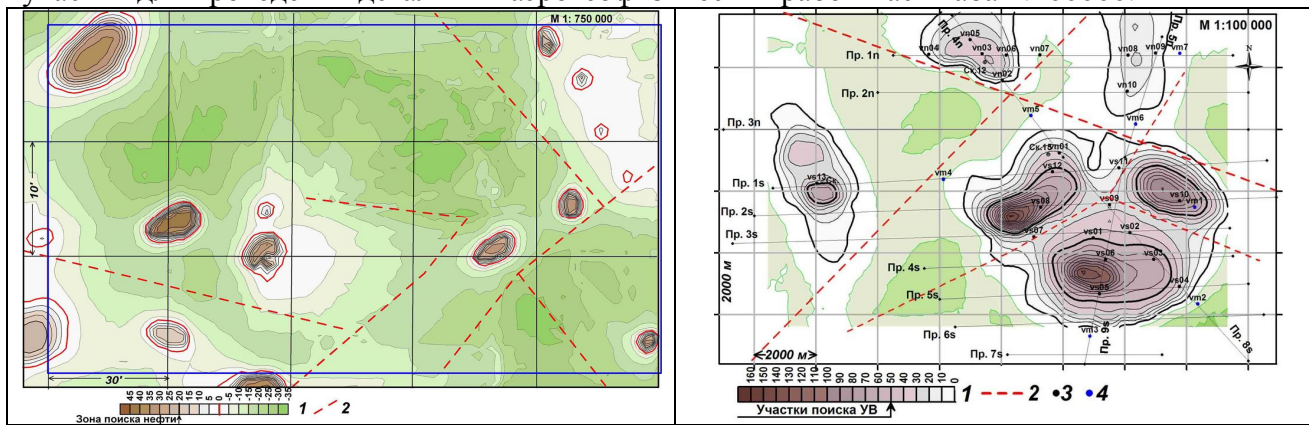 М 1: 750 000
10'
30'
45 40 35 30 25 20 15 10 5 0 -5 -10 -15 -20 -25 -30 -35
1 2
Зона поиска нефти
М 1:100 000
Пр. 4n
vn05
Пр. 5n
Пр. 1n
vn04
vn03
vn06
vn07
vn08
vn09
vm7
N
Ск.12
vn02
Пр. 2n
vn10
vm5
vm6
Пр. 3n
Ск.15
vn01
vs12
vs11
vm4
Пр. 1s
vs13
Ск.
vs10
vm1
Пр. 2s
vs08
vs09
Пр. 3s
vs07
vs01
vs02
Пр. 4s
vs06
vs03
2000 м
Пр. 5s
vs05
vs04
vm2
Пр. 6s
vm3
Пр. 9s
Пр. 8s
2000 м
Пр. 7s
160 150 140 130 120 110 100 90 80 70 60 50 40 30 20 10 0
1 2 3 4
Участки поиска УВ